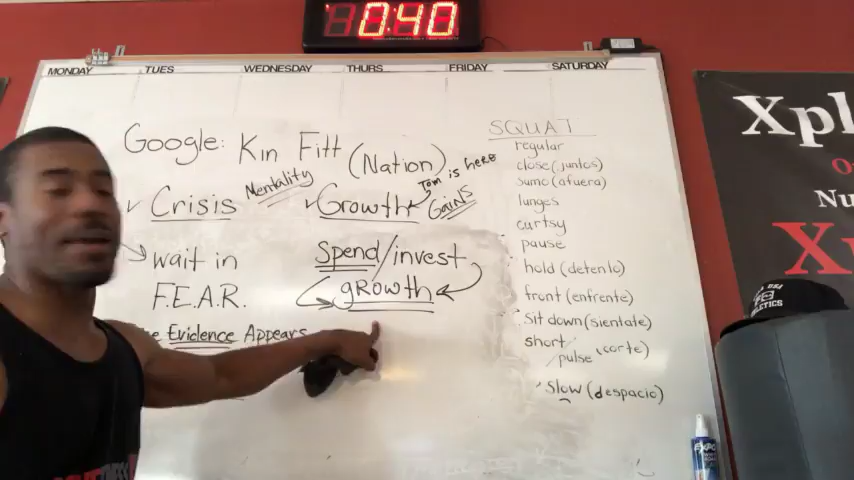 0:40
MONDAY TUES WEDNESDAY THURS FRIDAY SATURDAY
Google: Kin Fitt (Nation)
Tom is here
Mentality
Crisis
Growth
GaiNS
wait in
F.E.A.R.
Evidence Appears
Spend/invest
gRowth
SQUAT
regular
close (juntos)
sumo (afuera)
lunges
curtsy
pause
hold (detenlo)
front (enfrente)
Sit down (sientate)
short/pulse (corte)
slow (despacio)
Xpl
Nu
X
EXPO